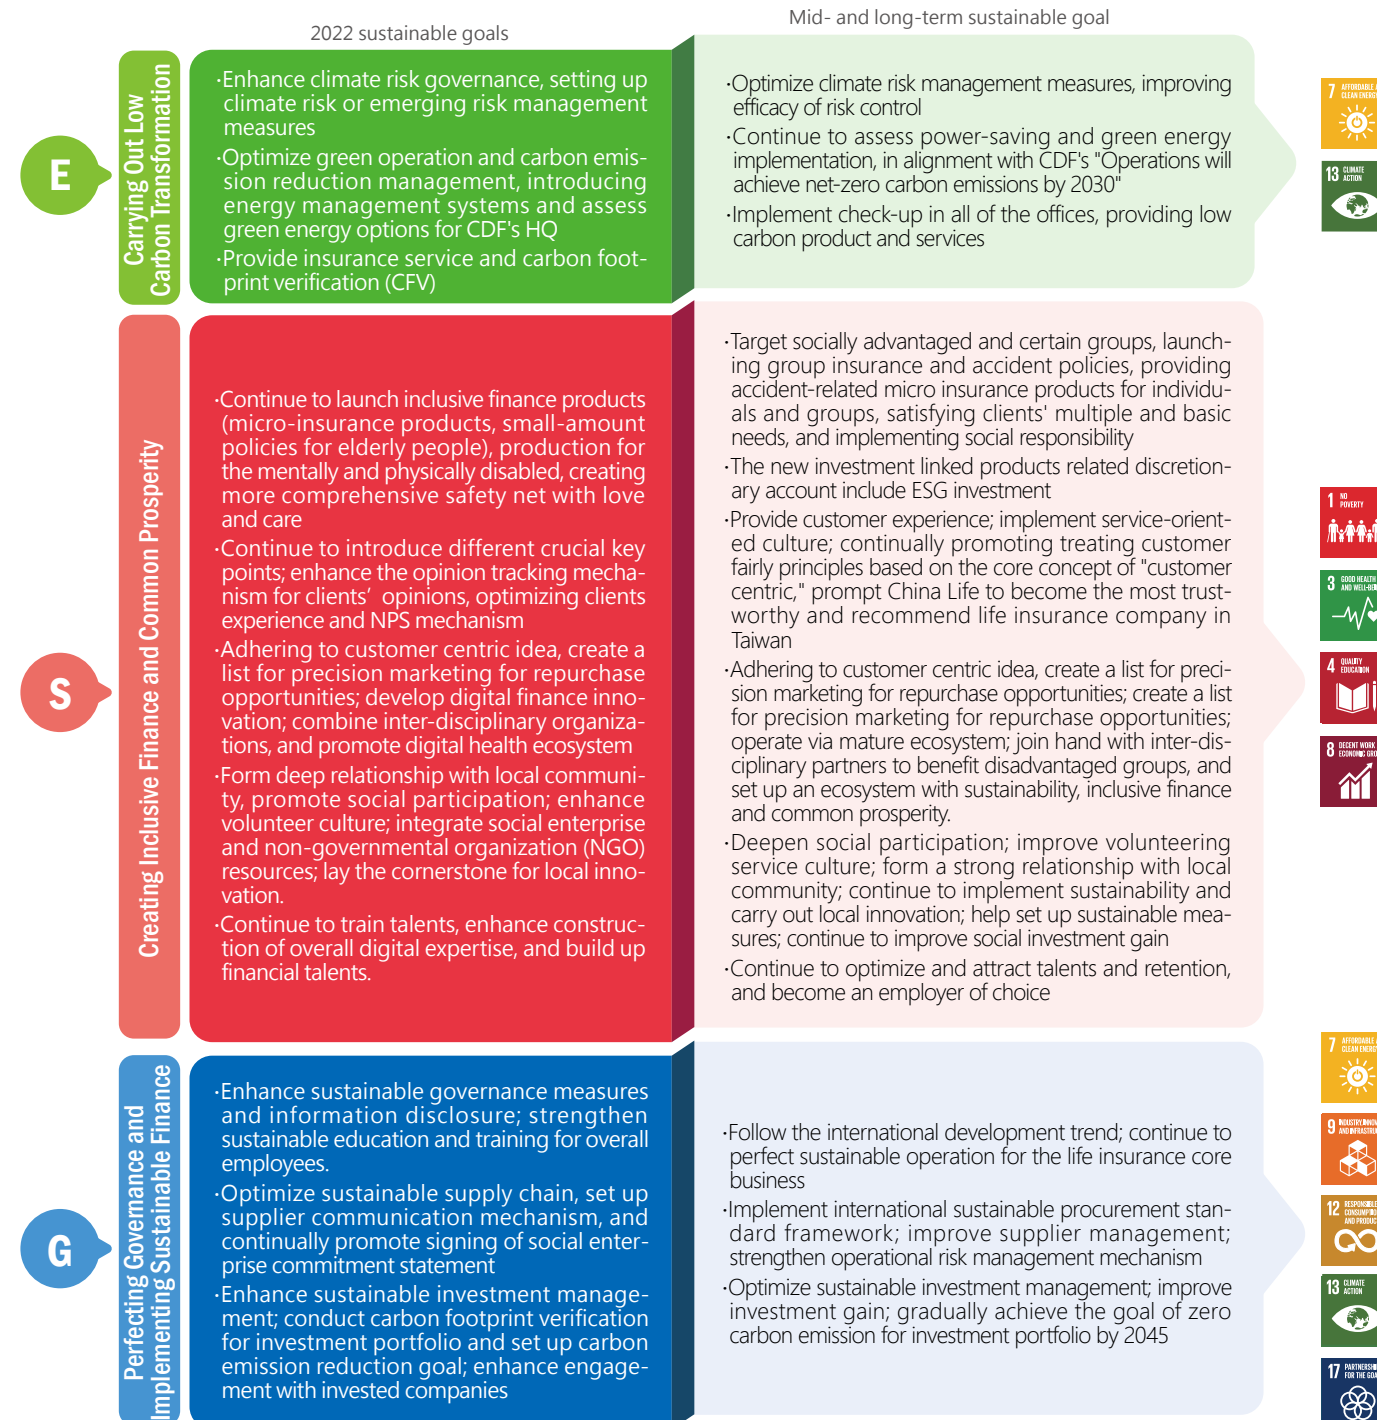 2022 sustainable goals
Mid- and long-term sustainable goal
E
Carrying Out Low
Carbon Transformation
·Enhance climate risk governance, setting up
climate risk or emerging risk management
measures
·Optimize green operation and carbon emis-
sion reduction management, introducing
energy management systems and assess
green energy options for CDF's HQ
·Provide insurance service and carbon foot-
print verification (CFV)
·Optimize climate risk management measures, improving
efficacy of risk control
·Continue to assess power-saving and green energy
implementation, in alignment with CDF's "Operations will
achieve net-zero carbon emissions by 2030"
·Implement check-up in all of the offices, providing low
carbon product and services
7 AFFORDABLE
CLEAN ENERGY
13 CLIMATE
ACTION
S
Creating Inclusive Finance and Common Prosperity
·Continue to launch inclusive finance products
(micro-insurance products, small-amount
policies for elderly people), production for
the mentally and physically disabled, creating
more comprehensive safety net with love
and care
·Continue to introduce different crucial key
points; enhance the opinion tracking mecha-
nism for clients' opinions, optimizing clients
experience and NPS mechanism
·Adhering to customer centric idea, create a
list for precision marketing for repurchase
opportunities; develop digital finance inno-
vation; combine inter-disciplinary organiza-
tions, and promote digital health ecosystem
·Form deep relationship with local communi-
ty, promote social participation; enhance
volunteer culture; integrate social enterprise
and non-governmental organization (NGO)
resources; lay the cornerstone for local inno-
vation.
·Continue to train talents, enhance construc-
tion of overall digital expertise, and build up
financial talents.
·Target socially advantaged and certain groups, launch-
ing group insurance and accident policies, providing
accident-related micro insurance products for individu-
als and groups, satisfying clients' multiple and basic
needs, and implementing social responsibility
·The new investment linked products related discretion-
ary account include ESG investment
·Provide customer experience; implement service-orient-
ed culture; continually promoting treating customer
fairly principles based on the core concept of "customer
centric," prompt China Life to become the most trust-
worthy and recommend life insurance company in
Taiwan
·Adhering to customer centric idea, create a list for preci-
sion marketing for repurchase opportunities; create a list
for precision marketing for repurchase opportunities;
operate via mature ecosystem; join hand with inter-dis-
ciplinary partners to benefit disadvantaged groups, and
set up an ecosystem with sustainability, inclusive finance
and common prosperity.
·Deepen social participation; improve volunteering
service culture; form a strong relationship with local
community; continue to implement sustainability and
carry out local innovation; help set up sustainable mea-
sures; continue to improve social investment gain
·Continue to optimize and attract talents and retention,
and become an employer of choice
1 NO
POVERTY
3 GOOD HEALTH
AND WELL-
4 QUALITY
EDUCATION
8 DECENT WORK
ECONOMIC
G
Perfecting Governance and
Implementing Sustainable Finance
·Enhance sustainable governance measures
and information disclosure; strengthen
sustainable education and training for overall
employees.
·Optimize sustainable supply chain, set up
supplier communication mechanism, and
continually promote signing of social enter-
prise commitment statement
·Enhance sustainable investment manage-
ment; conduct carbon footprint verification
for investment portfolio and set up carbon
emission reduction goal; enhance engage-
ment with invested companies
·Follow the international development trend; continue to
perfect sustainable operation for the life insurance core
business
·Implement international sustainable procurement stan-
dard framework; improve supplier management;
strengthen operational risk management mechanism
·Optimize sustainable investment management; improve
investment gain; gradually achieve the goal of zero
carbon emission for investment portfolio by 2045
7 AFFORDABLE
CLEAN ENERGY
9 INDUSTRY,
AND
12 RESPONSIBLE
CONSUMPTION
AND
13 CLIMATE
ACTION
17
FOR THE